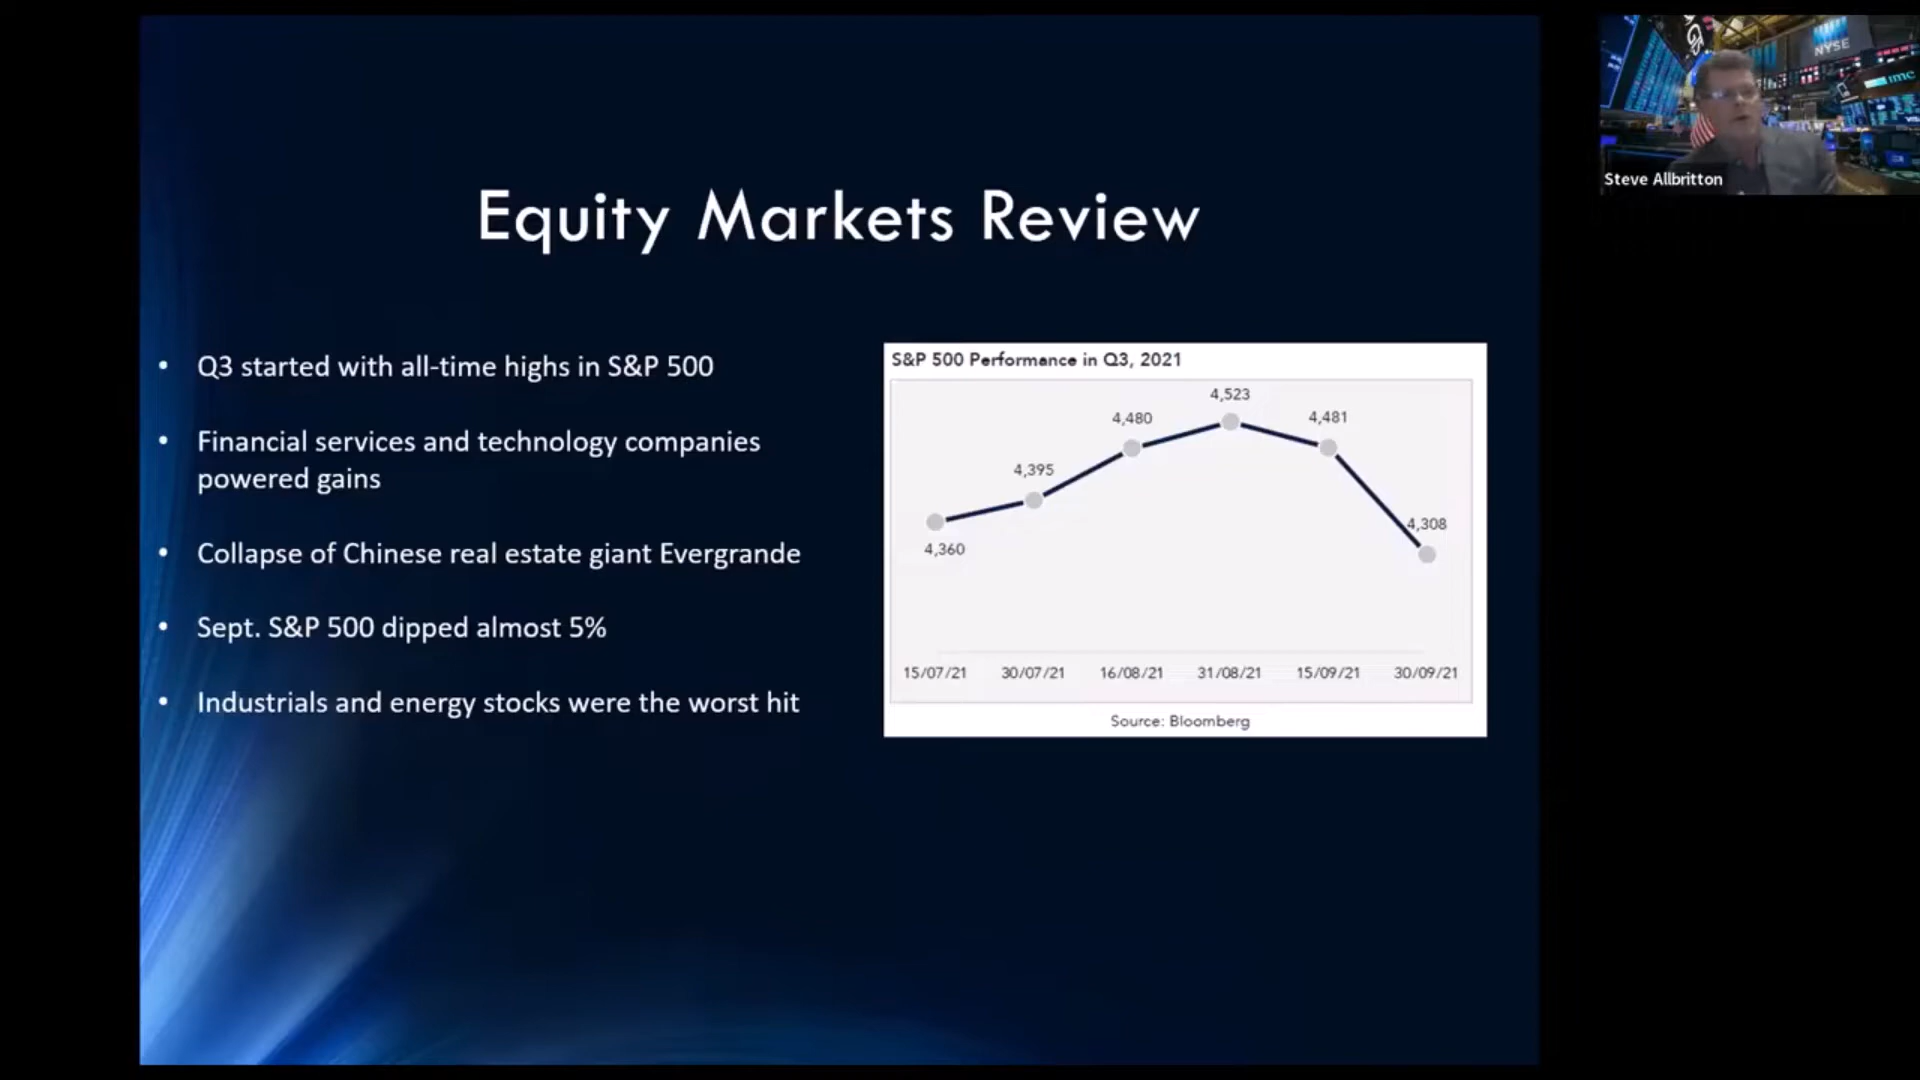 Equity Markets Review
• Q3 started with all-time highs in S&P 500
• Financial services and technology companies
powered gains
• Collapse of Chinese real estate giant Evergrande
• Sept. S&P 500 dipped almost 5%
• Industrials and energy stocks were the worst hit
S&P 500 Performance in Q3, 2021
4,360
4,395
4,480
4,523
4,481
4,308
15/07/21 30/07/21 16/08/21 31/08/21 15/09/21 30/09/21
Source: Bloomberg
NYSE
imc
Steve Allbritton